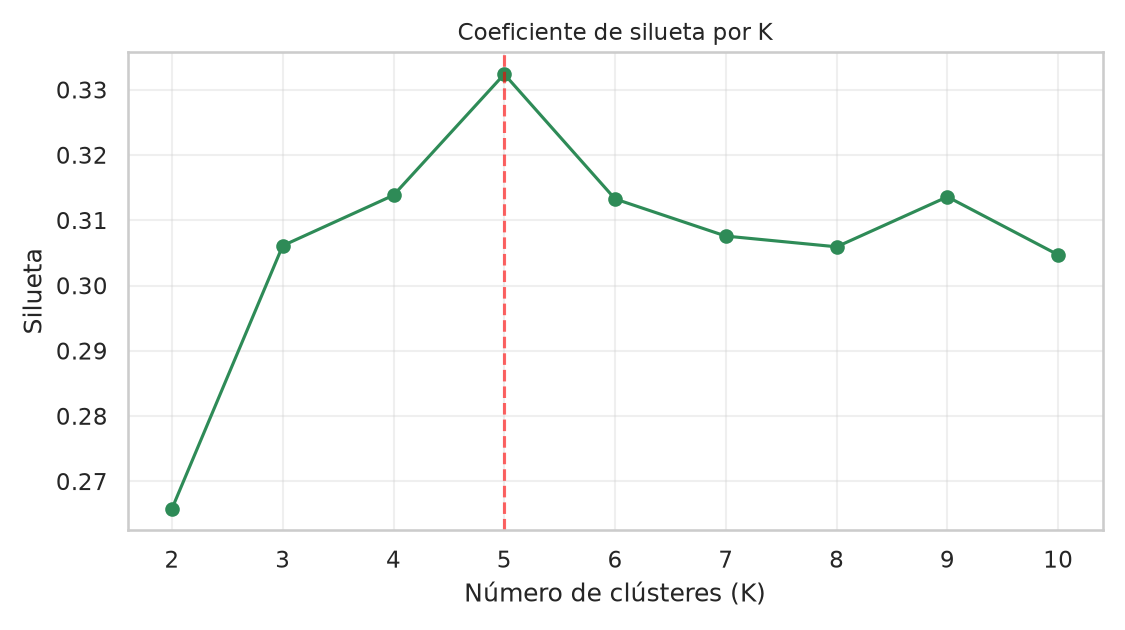 Coeficiente de silueta por K
Silueta
0.33
0.32
0.31
0.30
0.29
0.28
0.27
2 3 4 5 6 7 8 9 10
Número de clústeres (K)